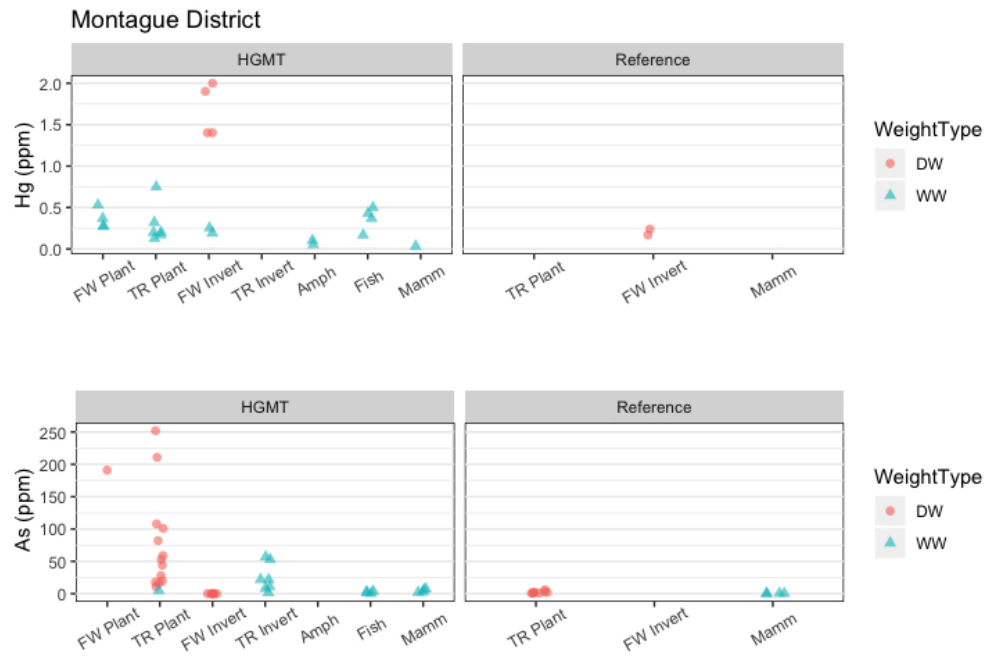 Montague District
HGMT
Reference
2.0
1.5
1.0
0.5
0.0
Hg (ppm)
FW Plant
TR Plant
FW Invert
TR Invert
Amph
Fish
Mamm
TR Plant
FW Invert
Mamm
WeightType
DW
WW
HGMT
Reference
250
200
150
100
50
0
As (ppm)
FW Plant
TR Plant
FW Invert
TR Invert
Amph
Fish
Mamm
TR Plant
FW Invert
Mamm
WeightType
DW
WW